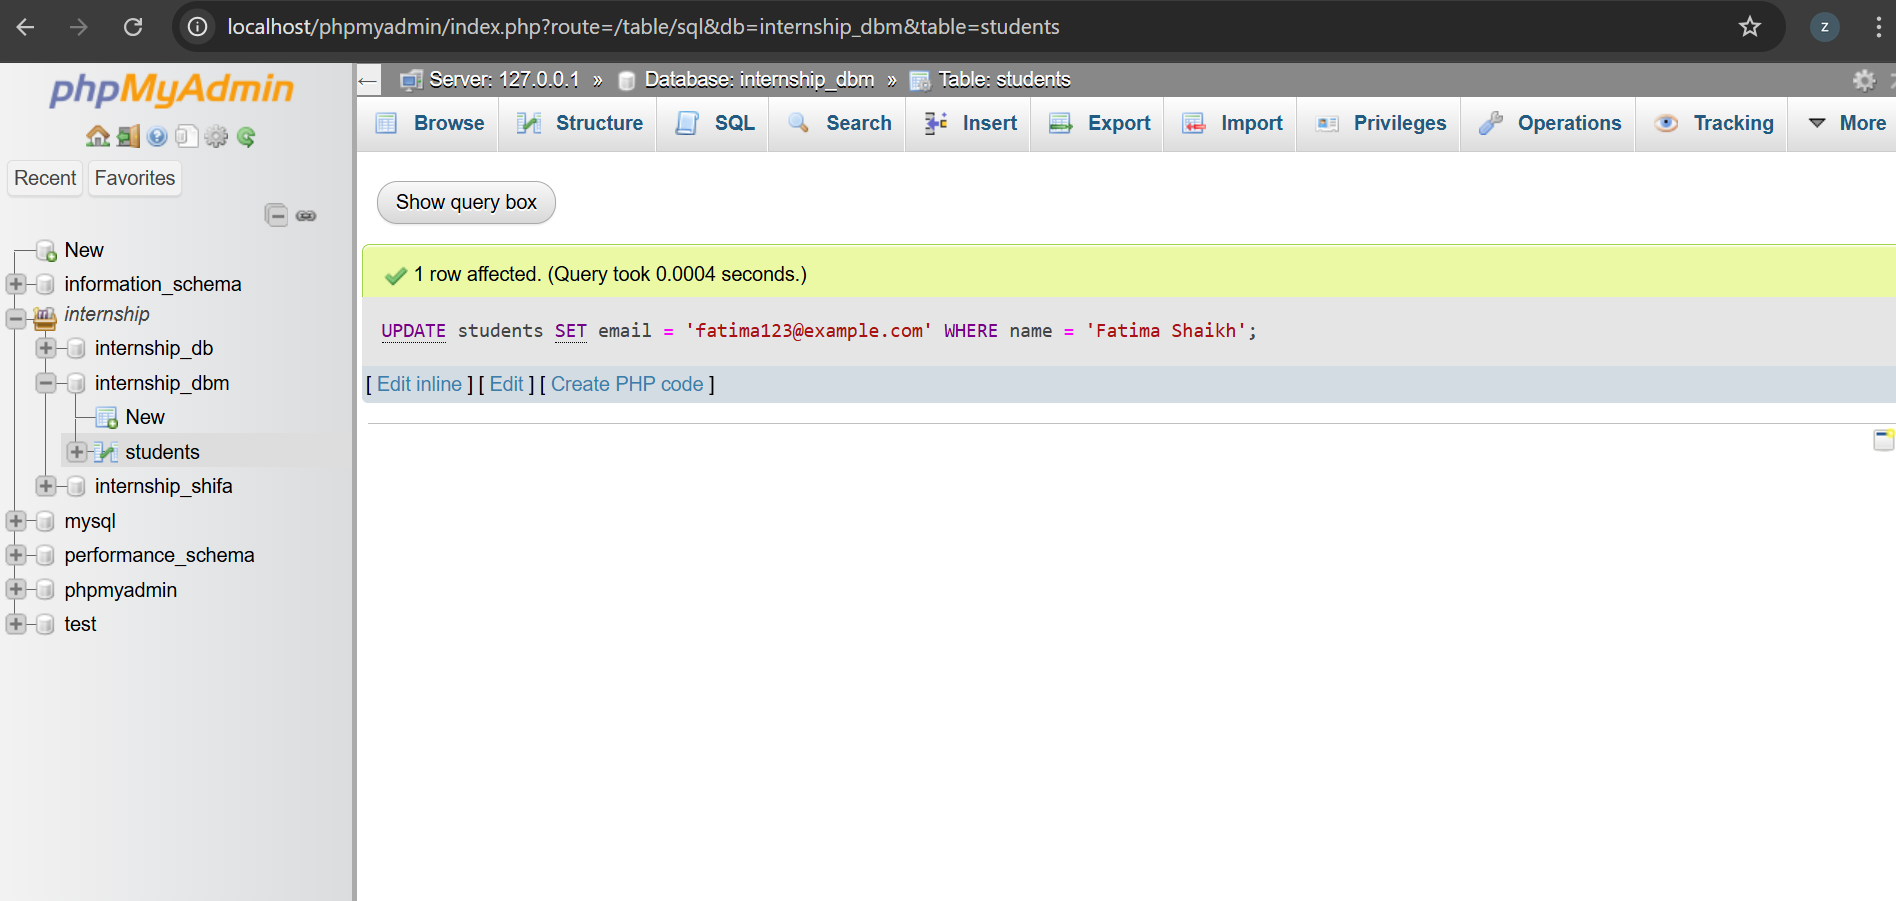 localhost/phpmyadmin/index.php?route=/table/sql&db=internship_dbm&table=students
z
phpMyAdmin
Recent Favorites
New
information_schema
internship
internship_db
internship_dbm
New
students
internship_shifa
mysql
performance_schema
phpmyadmin
test
Server: 127.0.0.1 » Database: internship_dbm » Table: students
Browse Structure SQL Search Insert Export Import Privileges Operations Tracking More
Show query box
1 row affected. (Query took 0.0004 seconds.)
UPDATE students SET email = 'fatima123@example.com' WHERE name = 'Fatima Shaikh';
[ Edit inline ] [ Edit ] [ Create PHP code ]